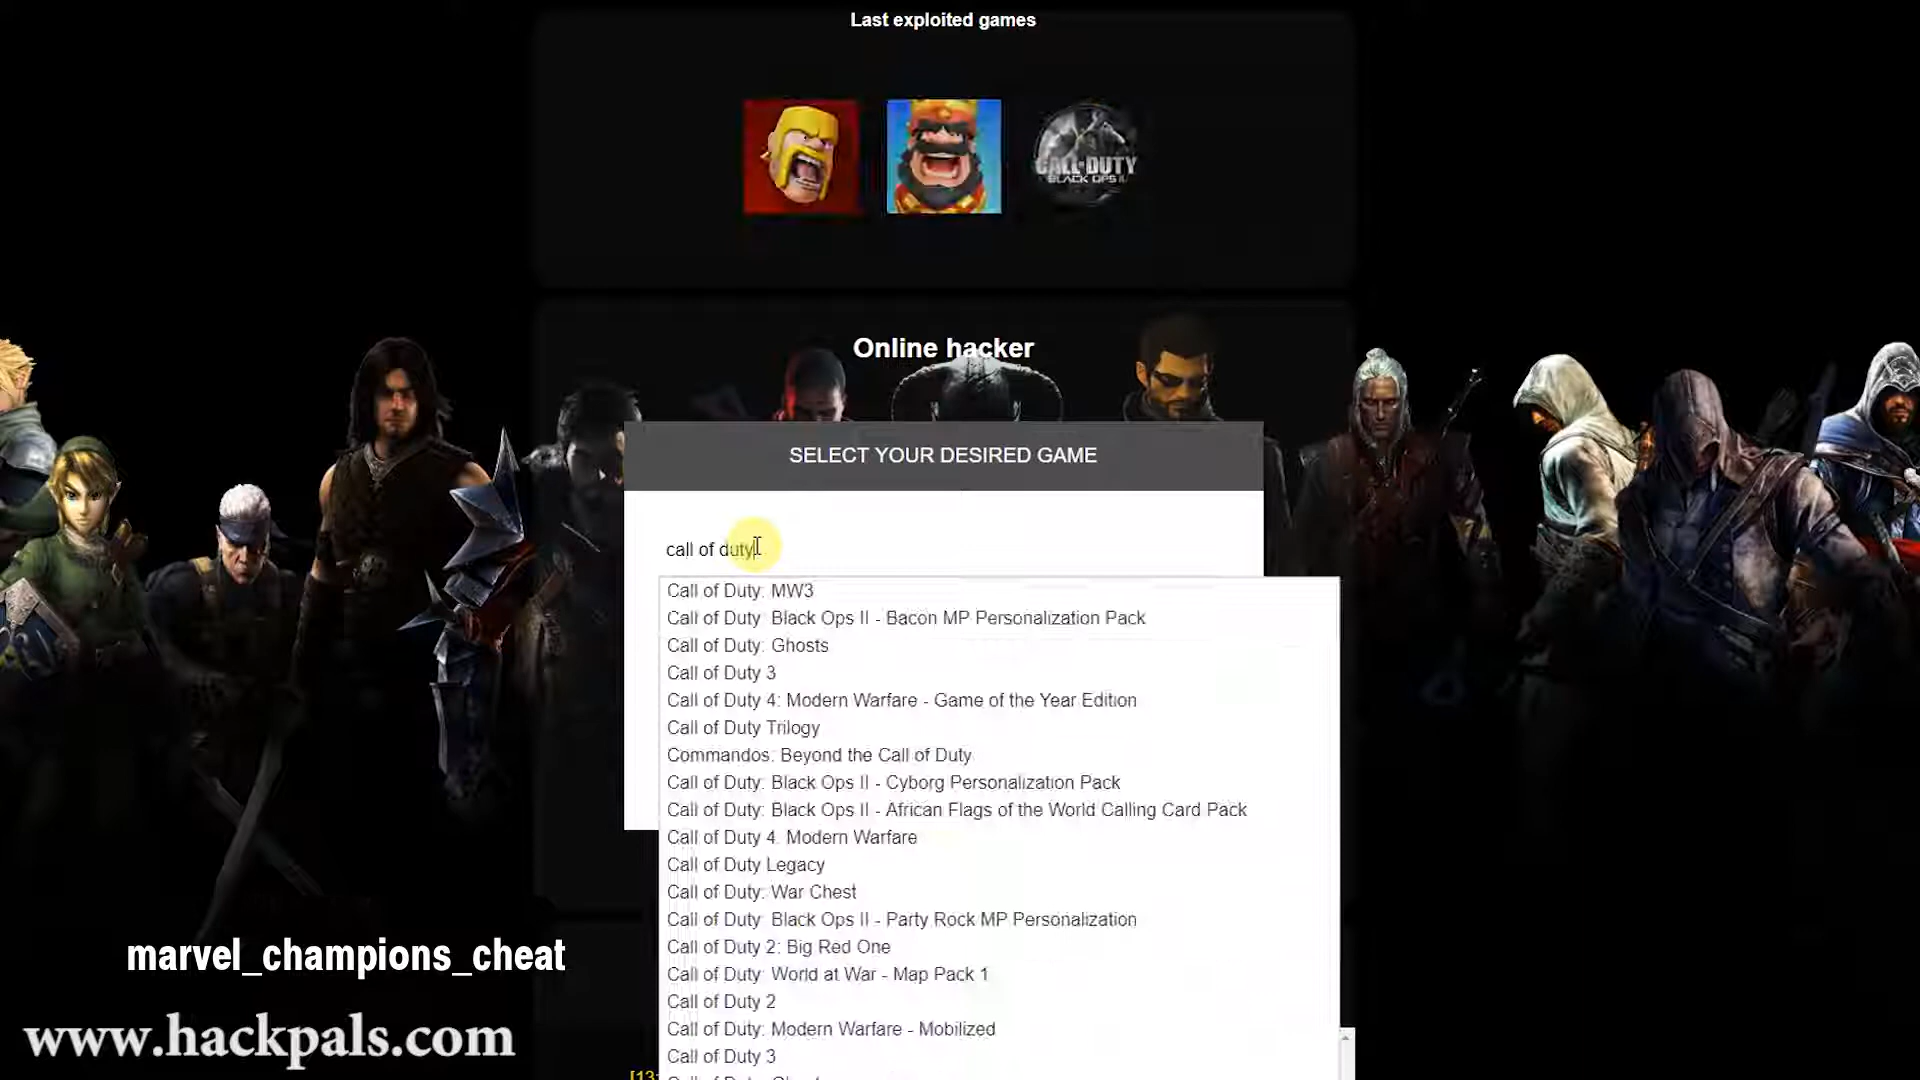 Last exploited games
CALL OF DUTY
BLACK OPS II
Online hacker
SELECT YOUR DESIRED GAME
call of duty
Call of Duty: MW3
Call of Duty: Black Ops II - Bacon MP Personalization Pack
Call of Duty: Ghosts
Call of Duty 3
Call of Duty 4: Modern Warfare - Game of the Year Edition
Call of Duty Trilogy
Commandos: Beyond the Call of Duty
Call of Duty: Black Ops II - Cyborg Personalization Pack
Call of Duty: Black Ops II - African Flags of the World Calling Card Pack
Call of Duty 4: Modern Warfare
Call of Duty Legacy
Call of Duty: War Chest
Call of Duty: Black Ops II - Party Rock MP Personalization
Call of Duty 2: Big Red One
Call of Duty: World at War - Map Pack 1
Call of Duty 2
Call of Duty: Modern Warfare - Mobilized
Call of Duty 3
marvel_champions_cheat
www.hackpals.com
[13: